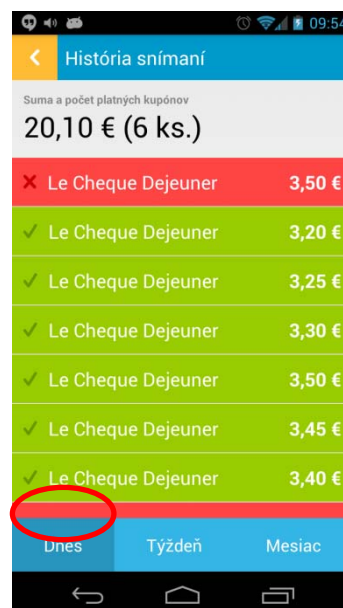 09:54
História snímaní
Suma a počet platných kupónov
20,10 € (6 ks.)
Le Cheque Dejeuner 3,50 €
Le Cheque Dejeuner 3,20 €
Le Cheque Dejeuner 3,25 €
Le Cheque Dejeuner 3,30 €
Le Cheque Dejeuner 3,50 €
Le Cheque Dejeuner 3,45 €
Le Cheque Dejeuner 3,40 €
Dnes Týždeň Mesiac